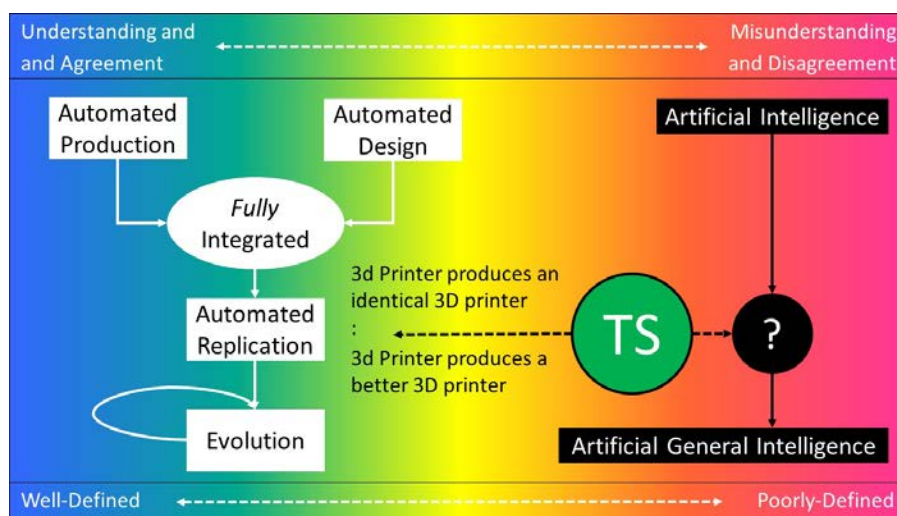 Understanding and
and Agreement
Misunderstanding
and Disagreement
Automated
Production
Automated
Design
Artificial Intelligence
Fully
Integrated
3d Printer produces an
identical 3D printer
:
3d Printer produces a
better 3D printer
TS
?
Automated
Replication
Evolution
Artificial General Intelligence
Well-Defined
Poorly-Defined